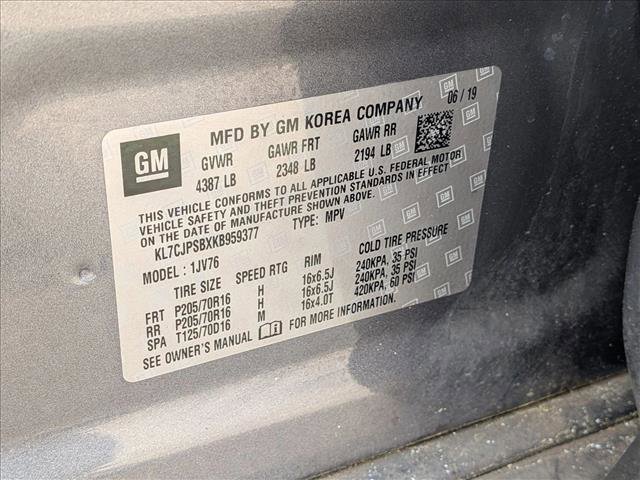 GM
MFD BY GM KOREA COMPANY 06 / 19
GVWR GAWR FRT GAWR RR
4387 LB 2348 LB 2194 LB
THIS VEHICLE CONFORMS TO ALL APPLICABLE U.S. FEDERAL MOTOR
VEHICLE SAFETY AND THEFT PREVENTION STANDARDS IN EFFECT
ON THE DATE OF MANUFACTURE SHOWN ABOVE.
KL7CJPSBXKB959377 TYPE: MPV
MODEL : 1JV76
TIRE SIZE SPEED RTG RIM COLD TIRE PRESSURE
FRT P205/70R16 H 16x6.5J 240KPA, 35 PSI
RR P205/70R16 H 16x6.5J 240KPA, 35 PSI
SPA T125/70D16 M 16x4.0T 420KPA, 60 PSI
SEE OWNER'S MANUAL FOR MORE INFORMATION.